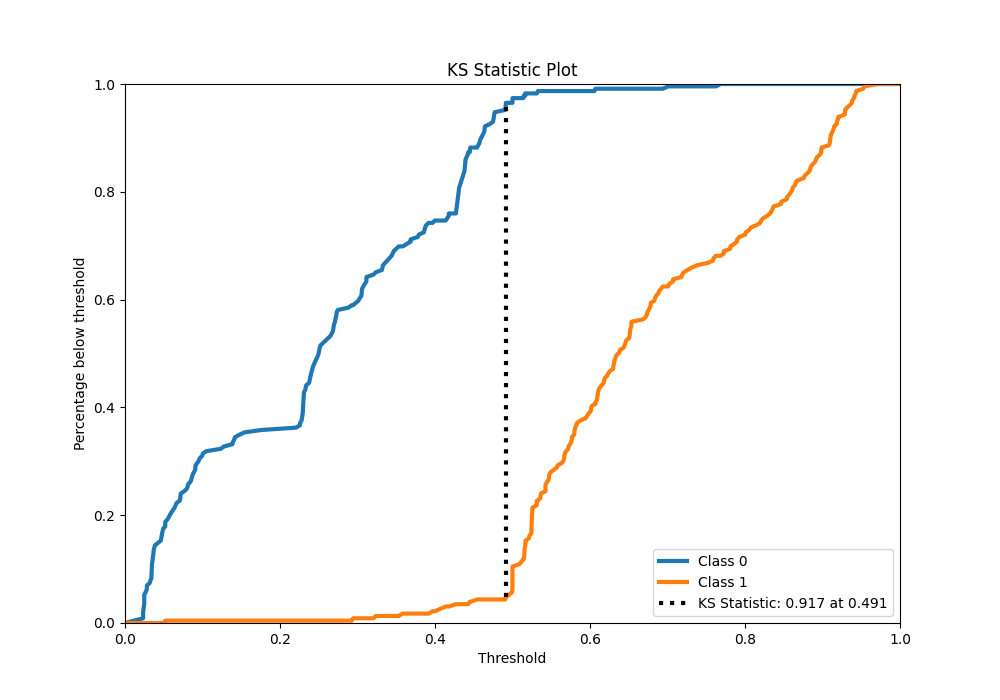 KS Statistic Plot
Percentage below threshold
1.0
0.8
0.6
0.4
0.2
0.0
0.0 0.2 0.4 0.6 0.8 1.0
Threshold
Class 0
Class 1
KS Statistic: 0.917 at 0.491